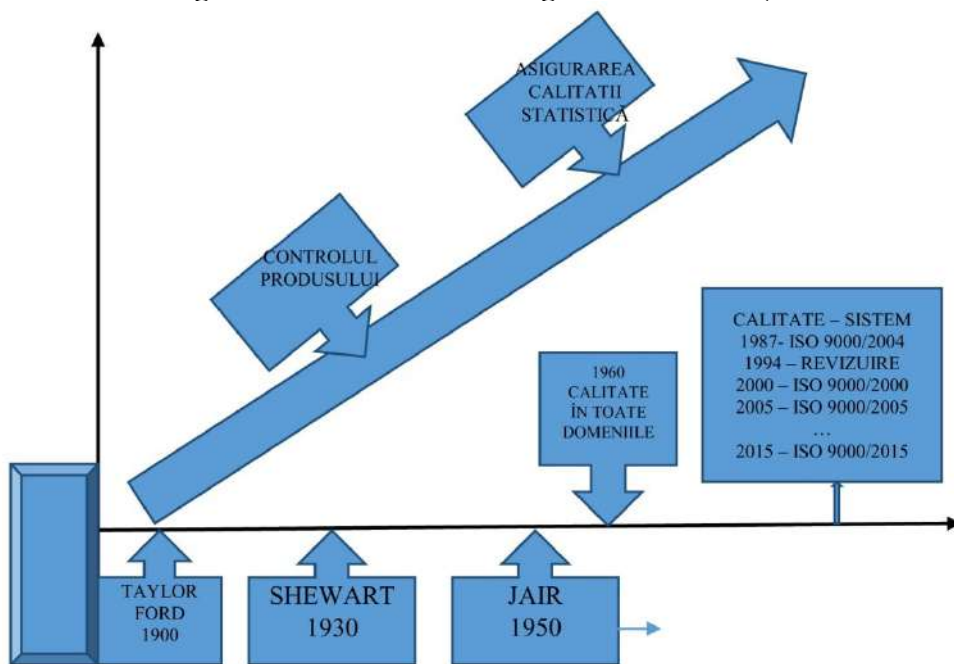 ASIGURAREA
CALITATII
STATISTICĂ
CONTROLUL
PRODUSULUI
CALITATE – SISTEM
1987- ISO 9000/2004
1994 – REVIZUIRE
2000 – ISO 9000/2000
2005 – ISO 9000/2005
…
2015 – ISO 9000/2015
1960
CALITATE
ÎN TOATE
DOMENIILE
TAYLOR
FORD
1900
SHEWART
1930
JAIR
1950